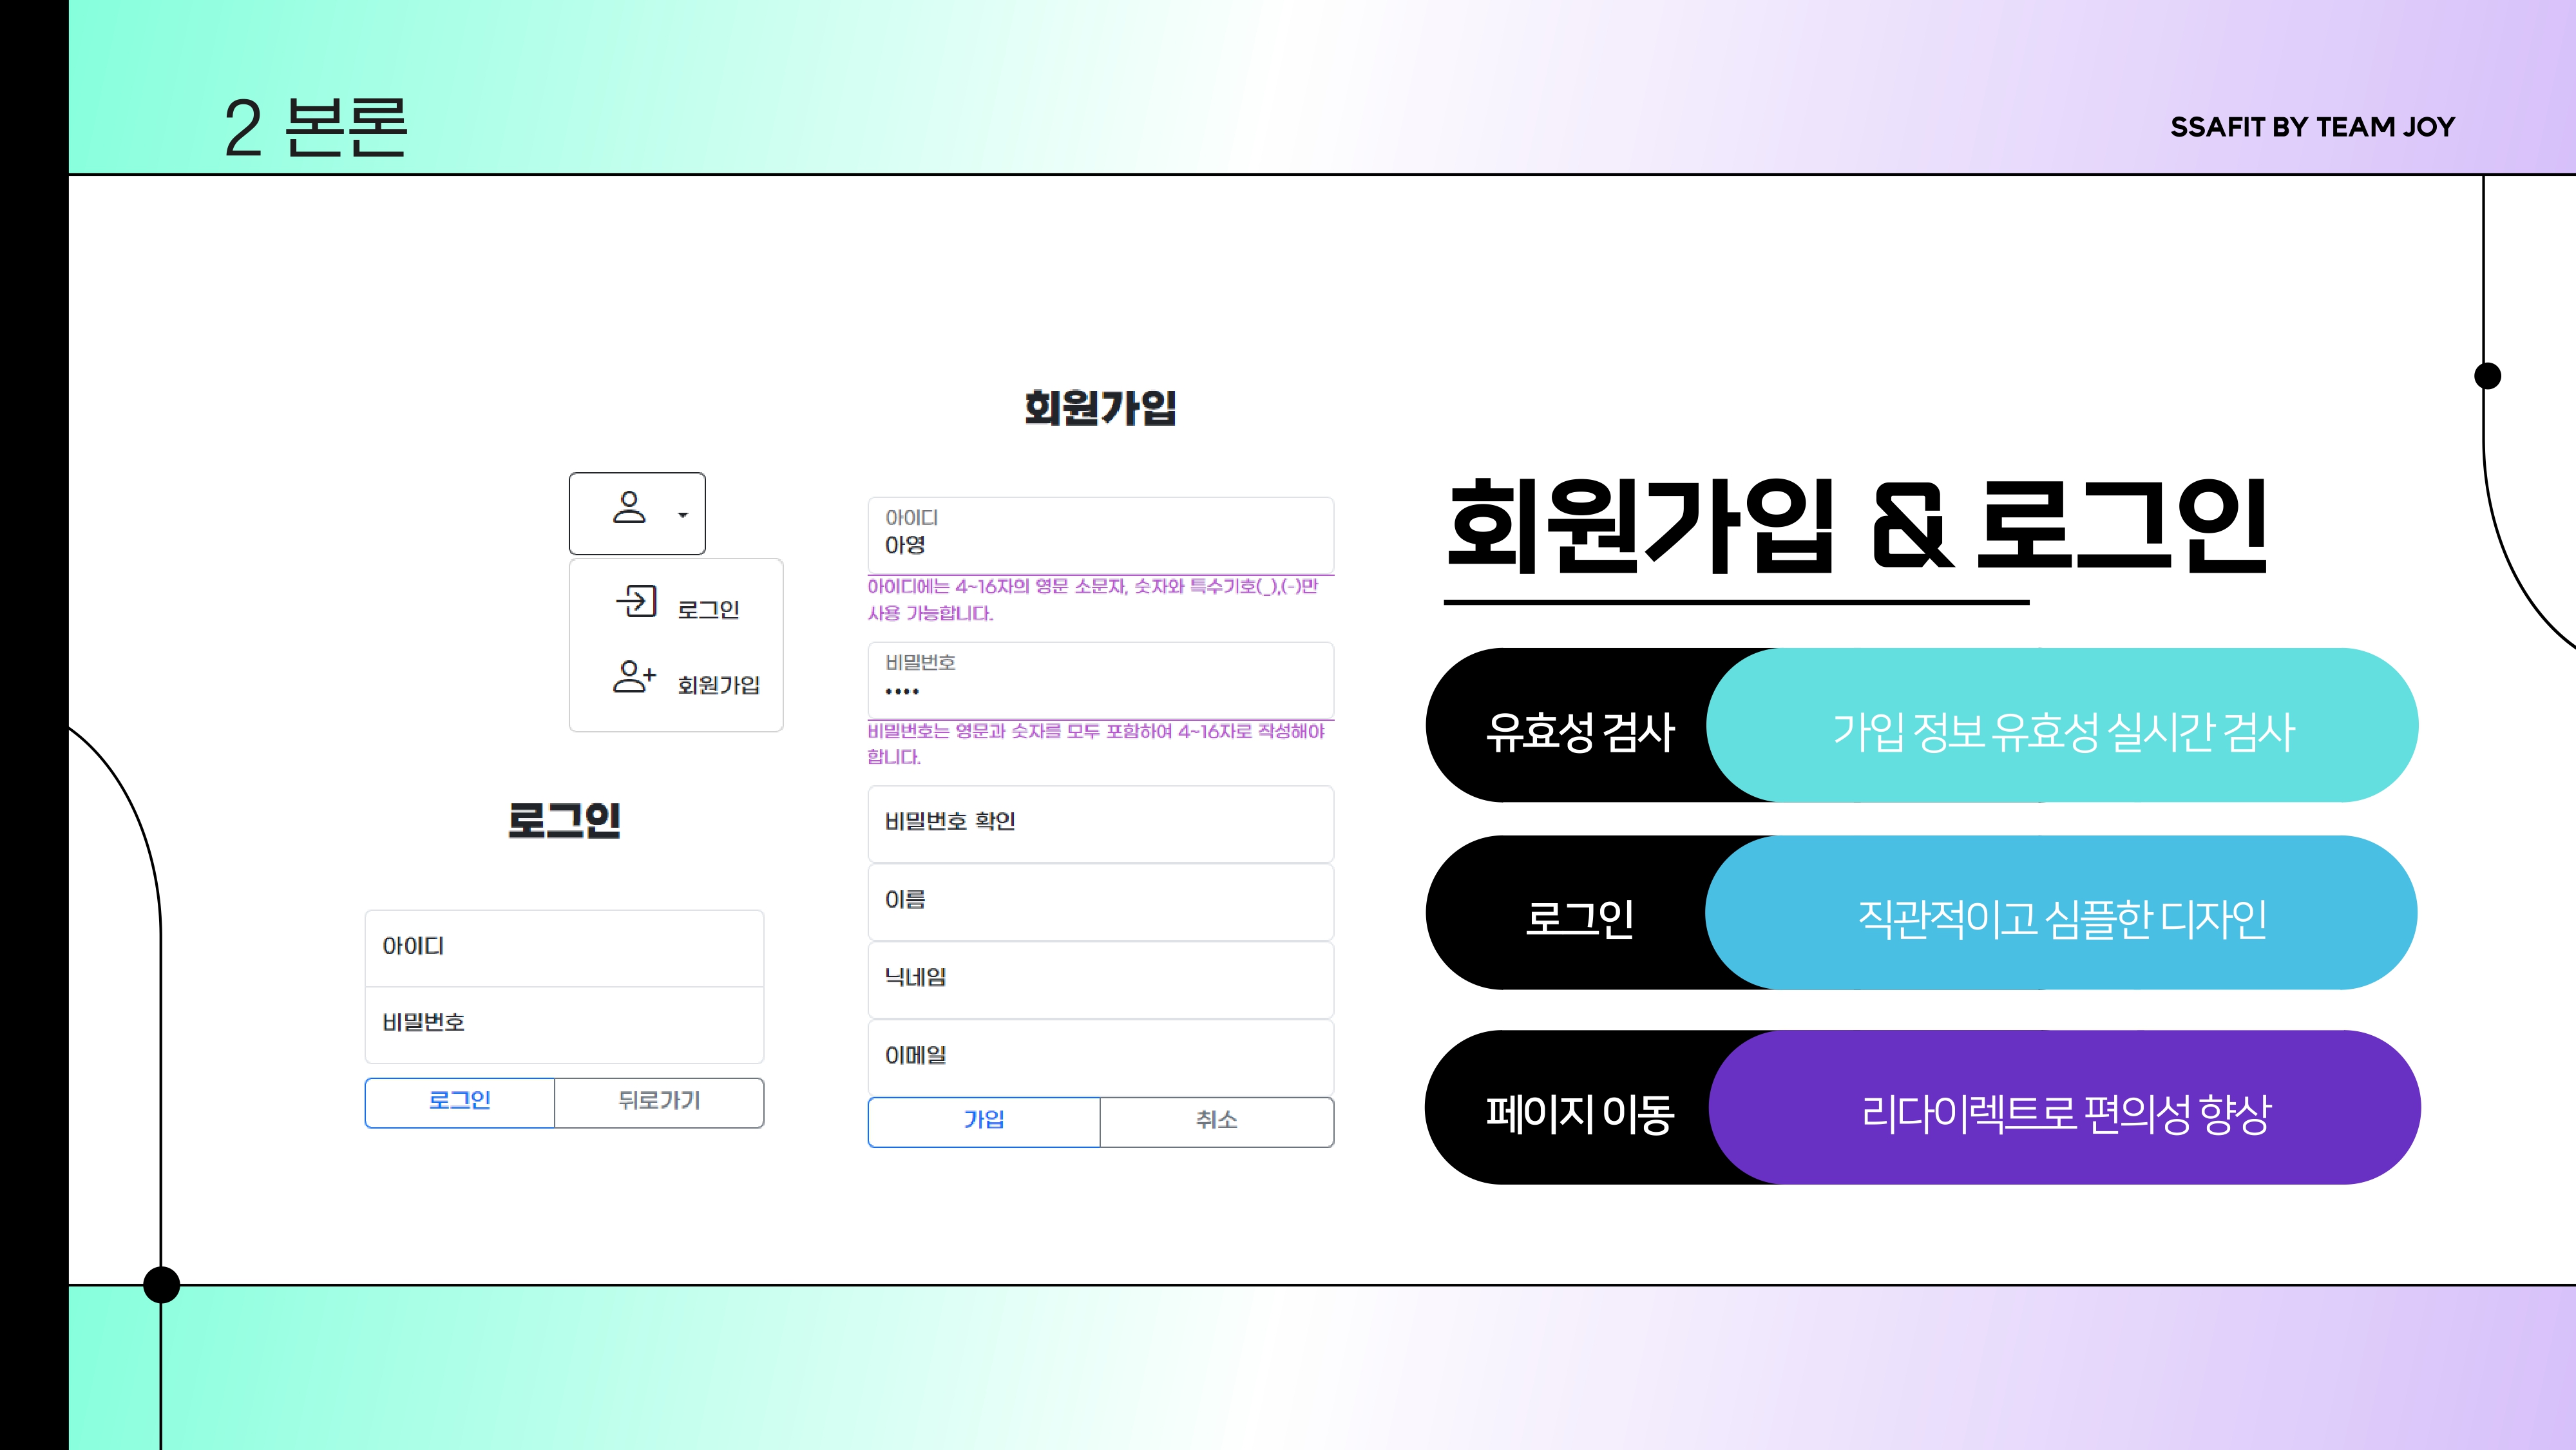 2 본론
SSAFIT BY TEAM JOY
로그인
회원가입
로그인
아이디
비밀번호
로그인
뒤로가기
회원가입
아이디
아영
아이디에는 4~16자의 영문 소문자, 숫자와 특수기호(_),(-)만
사용 가능합니다.
비밀번호
••••
비밀번호는 영문과 숫자를 모두 포함하여 4~16자로 작성해야
합니다.
비밀번호 확인
이름
닉네임
이메일
가입
취소
회원가입 & 로그인
유효성 검사
가입 정보 유효성 실시간 검사
로그인
직관적이고 심플한 디자인
페이지 이동
리다이렉트로 편의성 향상